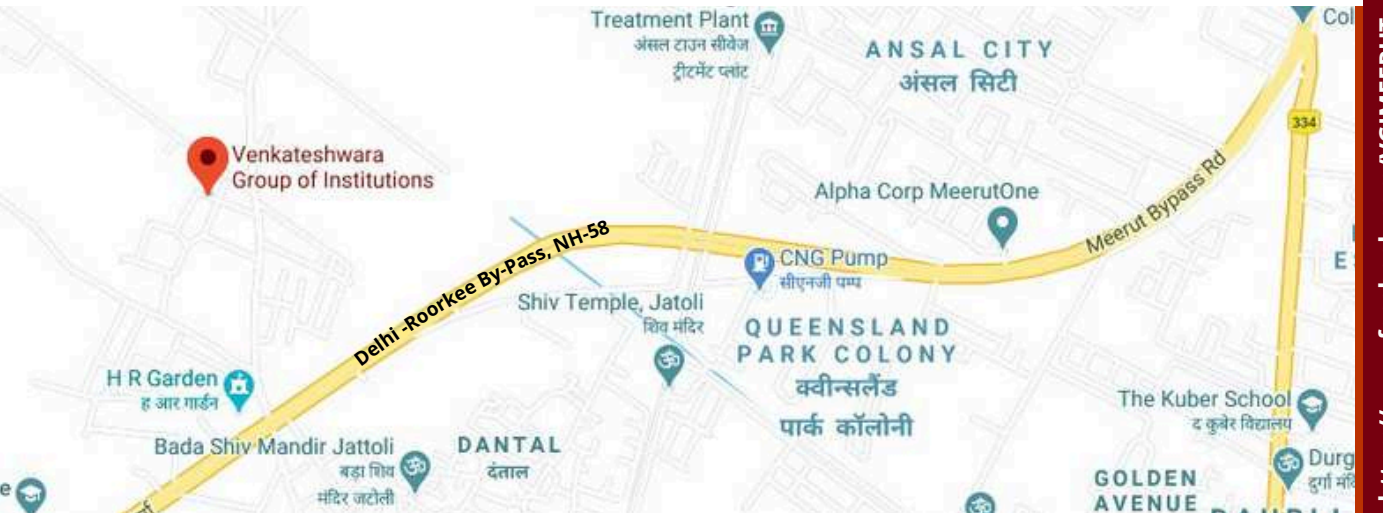 Treatment Plant
अंसल टाउन सीवेज
ट्रीटमेंट प्लांट
Col
ANSAL CITY
अंसल सिटी
334
Venkateshwara
Group of Institutions
Alpha Corp MeerutOne
Meerut Bypass Rd
Delhi -Roorkee By-Pass, NH-58
CNG Pump
सीएनजी पम्प
Shiv Temple, Jatoli
शिव मंदिर
QUEENSLAND
PARK COLONY
क्वीन्सलैंड
पार्क कॉलोनी
H R Garden
ह आर गार्डन
The Kuber School
द कुबेर विद्यालय
Bada Shiv Mandir Jattoli
बड़ा शिव
मंदिर जटोली
DANTAL
दंताल
Durg
GOLDEN
AVENUE